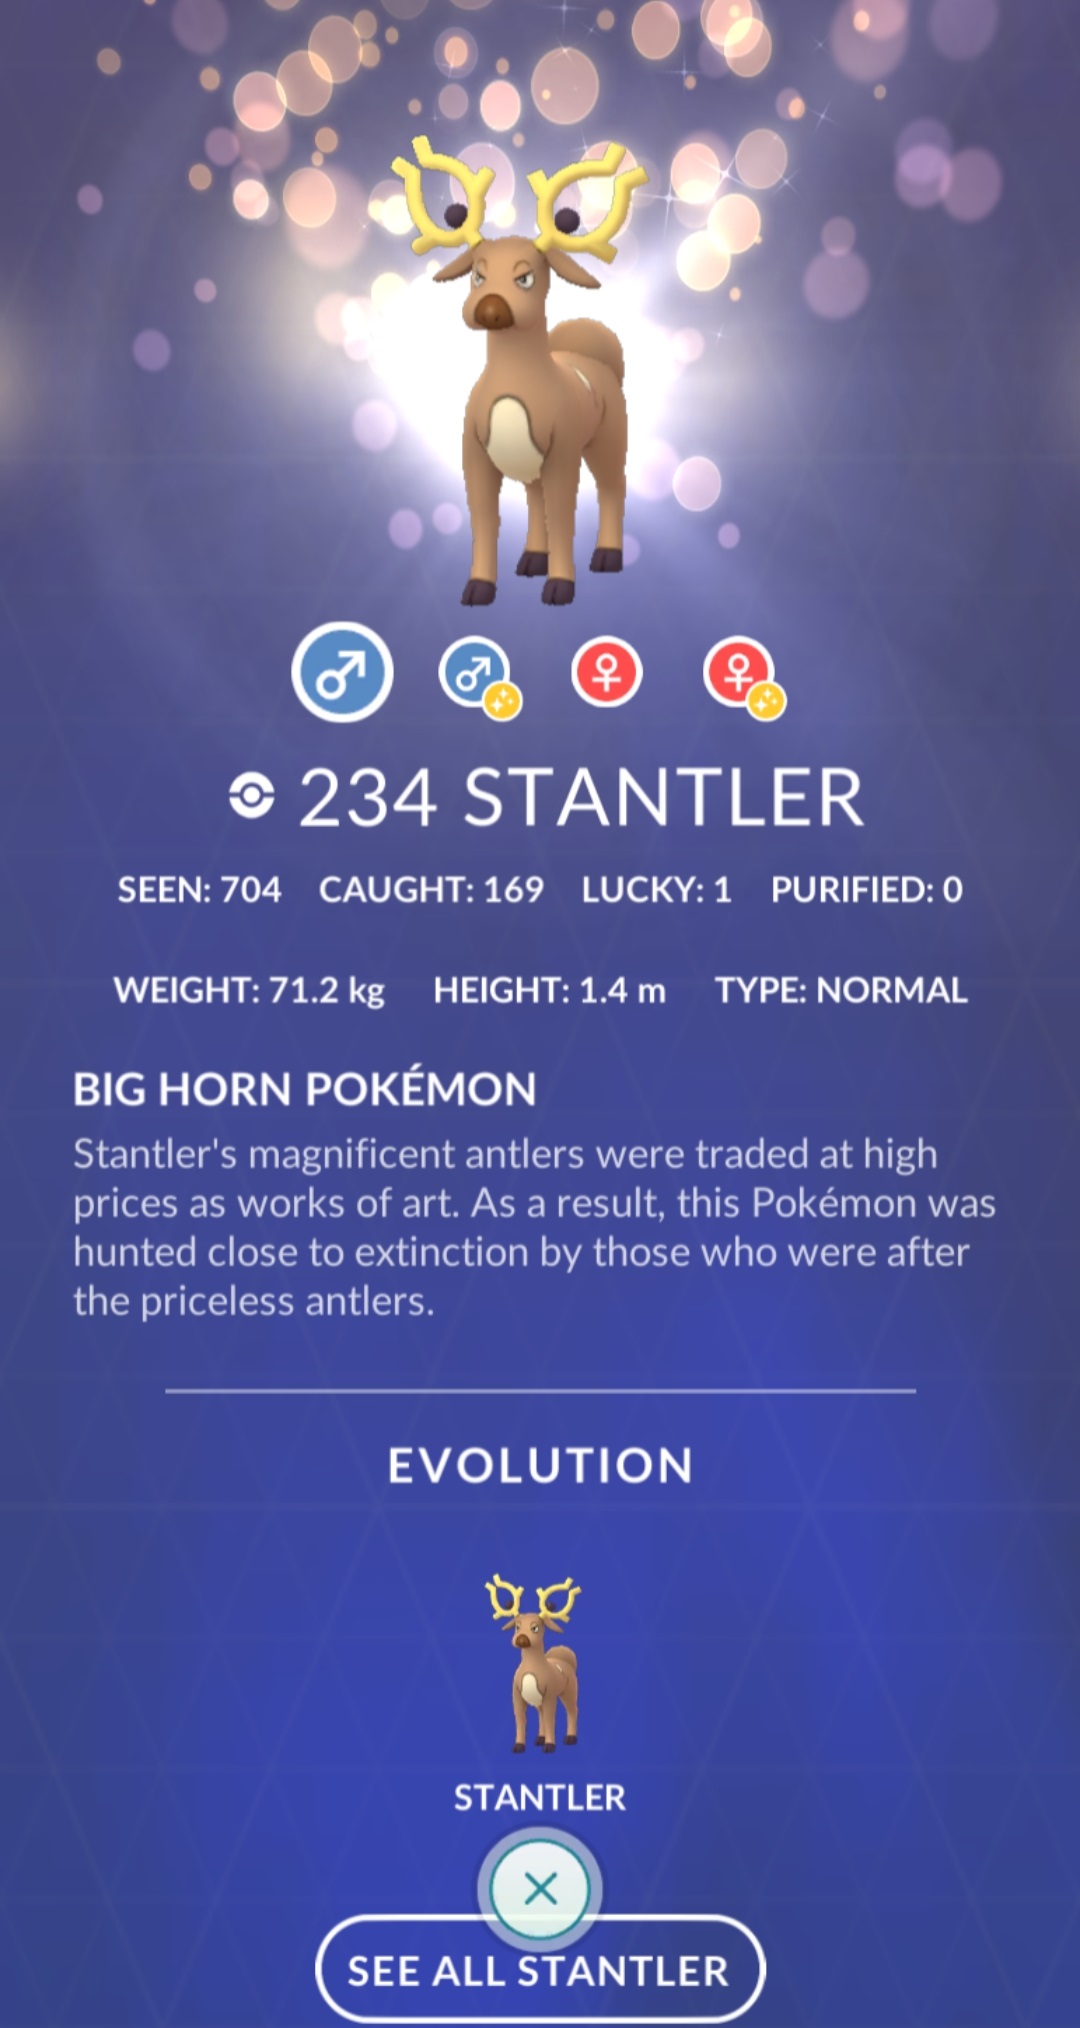 234 STANTLER
SEEN: 704 CAUGHT: 169 LUCKY: 1 PURIFIED: 0
WEIGHT: 71.2 kg HEIGHT: 1.4 m TYPE: NORMAL
BIG HORN POKÉMON
Stantler's magnificent antlers were traded at high
prices as works of art. As a result, this Pokémon was
hunted close to extinction by those who were after
the priceless antlers.
EVOLUTION
STANTLER
SEE ALL STANTLER